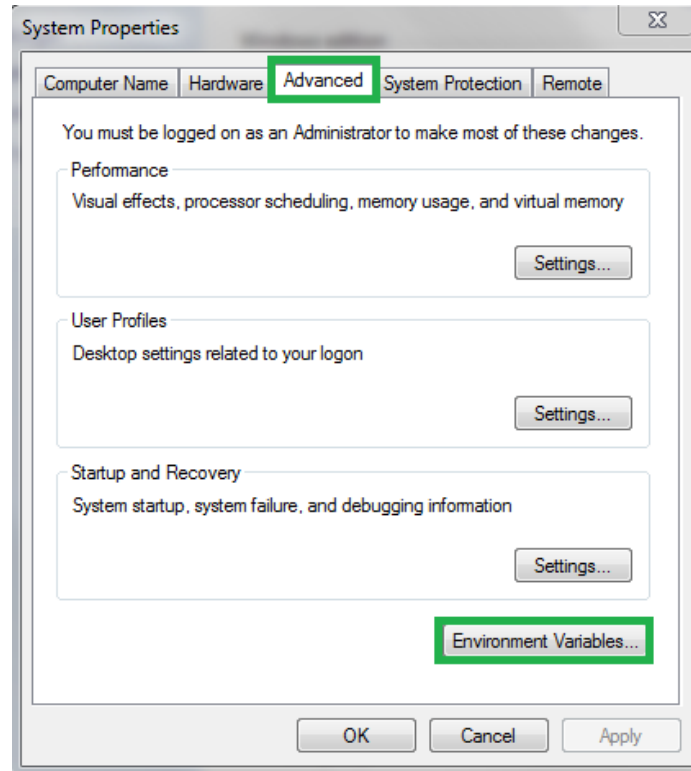 System Properties
Computer Name Hardware Advanced System Protection Remote
You must be logged on as an Administrator to make most of these changes.
Performance
Visual effects, processor scheduling, memory usage, and virtual memory
Settings...
User Profiles
Desktop settings related to your logon
Settings...
Startup and Recovery
System startup, system failure, and debugging information
Settings...
Environment Variables...
OK Cancel Apply